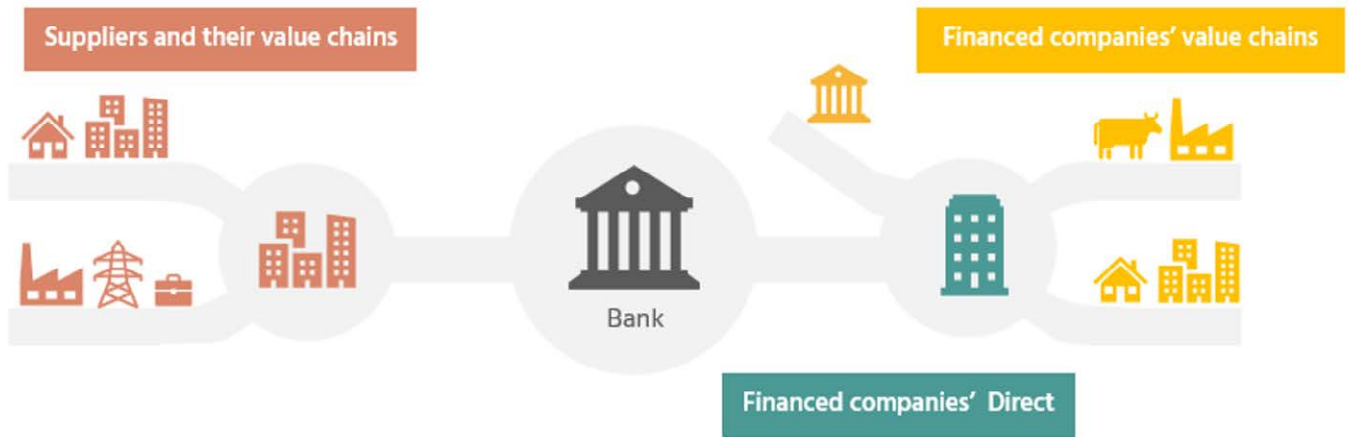 Suppliers and their value chains
Financed companies’ value chains
Bank
Financed companies’ Direct